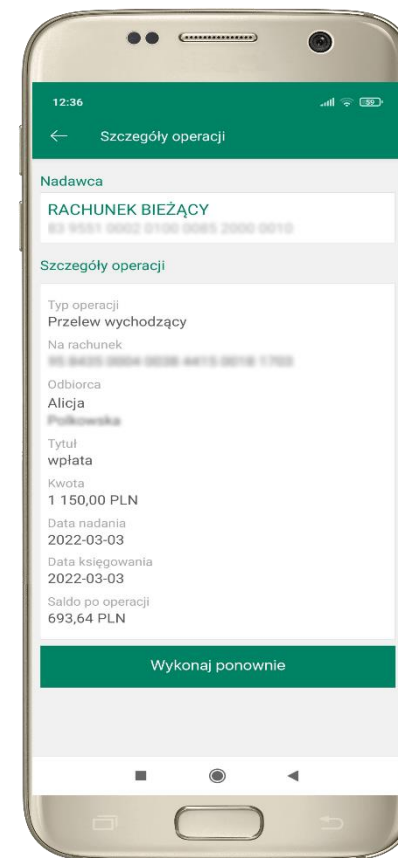 12:36
59
Szczegóły operacji
Nadawca
RACHUNEK BIEŻĄCY
Szczegóły operacji
Typ operacji
Przelew wychodzący
Na rachunek
Odbiorca
Alicja
Tytuł
wpłata
Kwota
1 150,00 PLN
Data nadania
2022-03-03
Data księgowania
2022-03-03
Saldo po operacji
693,64 PLN
Wykonaj ponownie